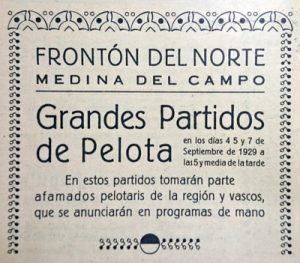 FRONTÓN DEL NORTE
MEDINA DEL CAMPO
Grandes Partidos
de Pelota
en los días 4 5 y 7 de
Septiembre de 1929 a
las 5 y media de la tarde
En estos partidos tomarán parte
afamados pelotaris de la región y vascos,
que se anunciarán en programas de mano